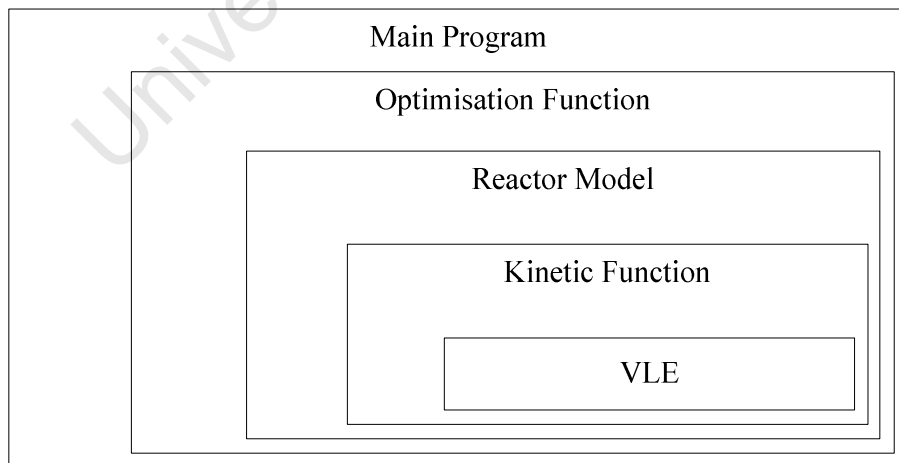 Main Program
Optimisation Function
Reactor Model
Kinetic Function
VLE